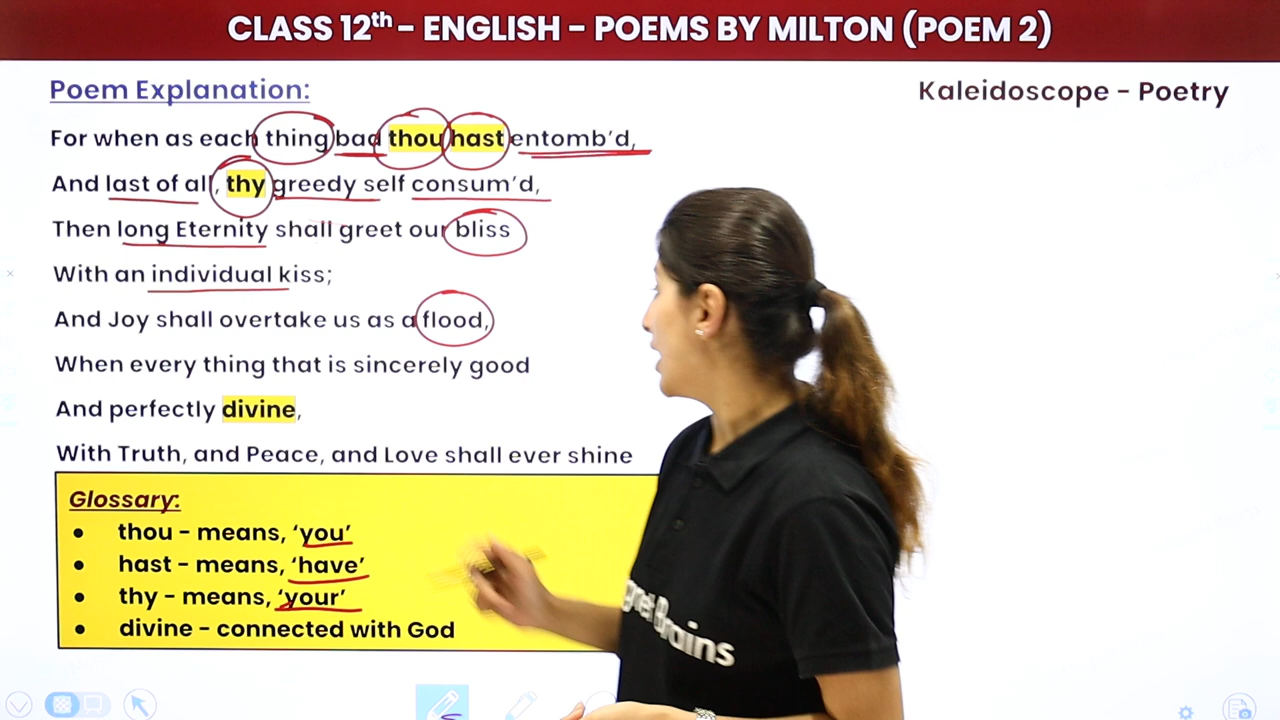 CLASS 12th - ENGLISH - POEMS BY MILTON (POEM 2)
Poem Explanation:
Kaleidoscope - Poetry
For when as each thing bad thou hast entomb'd,
And last of all, thy greedy self consum'd,
Then long Eternity shall greet our bliss
With an individual kiss;
And Joy shall overtake us as a flood,
When every thing that is sincerely good
And perfectly divine,
With Truth, and Peace, and Love shall ever shine
Glossary:
• thou - means, 'you'
• hast - means, 'have'
• thy - means, 'your'
• divine - connected with God
Brains